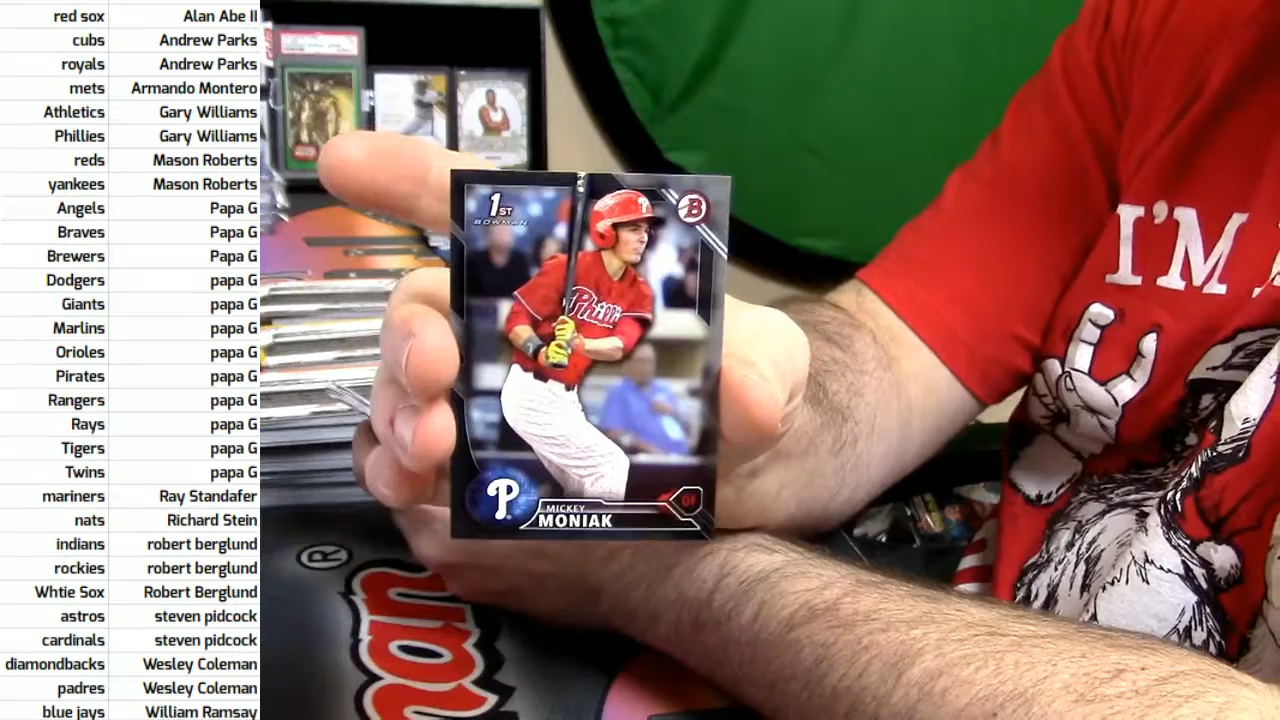 red sox Alan Abe II
cubs Andrew Parks
royals Andrew Parks
mets Armando Montero
Athletics Gary Williams
Phillies Gary Williams
reds Mason Roberts
yankees Mason Roberts
Angels Papa G
Braves Papa G
Brewers Papa G
Dodgers papa G
Giants papa G
Marlins papa G
Orioles papa G
Pirates papa G
Rangers papa G
Rays papa G
Tigers papa G
Twins papa G
mariners Ray Standafer
nats Richard Stein
indians robert berglund
rockies robert berglund
Whtie Sox Robert Berglund
astros steven pidcock
cardinals steven pidcock
diamondbacks Wesley Coleman
padres Wesley Coleman
blue jays William Ramsay
1ST
BOWMAN
B
P
Phillies
P
OF
MICKEY
MONIAK
I'M
®
man